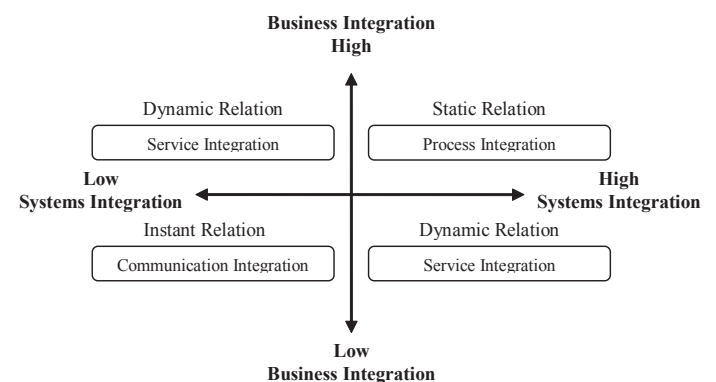 Business Integration
High
Dynamic Relation
Static Relation
Service Integration
Process Integration
Low
Systems Integration
High
Systems Integration
Instant Relation
Dynamic Relation
Communication Integration
Service Integration
Low
Business Integration